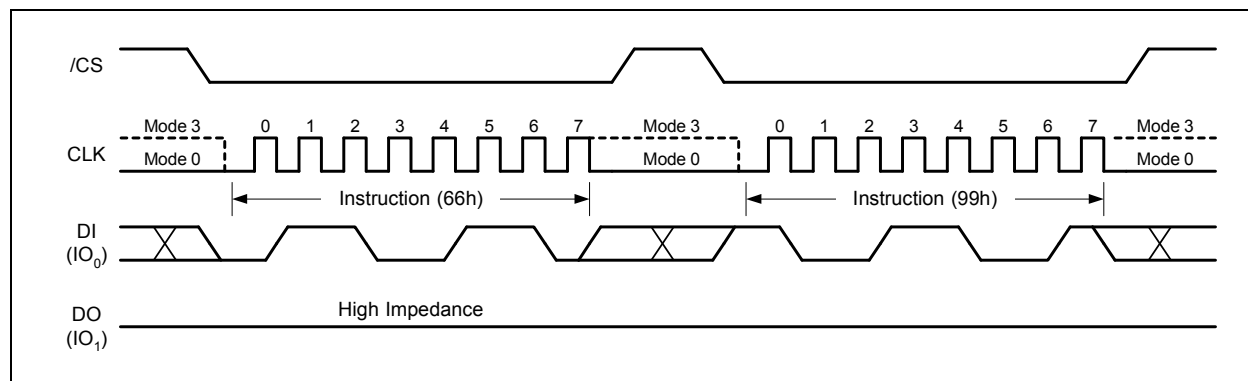 /CS
Mode 3 0 1 2 3 4 5 6 7 Mode 3 0 1 2 3 4 5 6 7 Mode 3
CLK Mode 0 Mode 0 Mode 0
Instruction (66h) Instruction (99h)
DI
(IO0)
High Impedance
DO
(IO1)